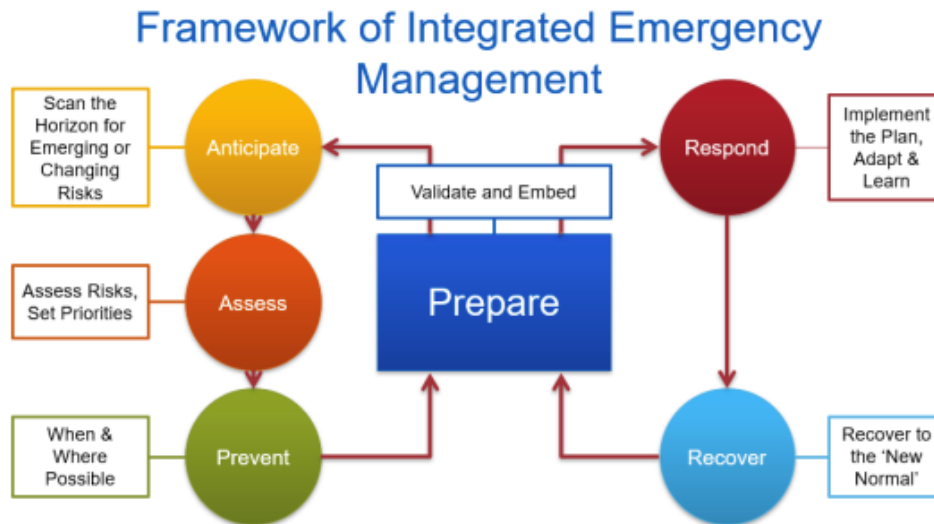 Framework of Integrated Emergency
Management
Scan the
Horizon for
Emerging or
Changing
Risks
Anticipate
Respond
Implement
the Plan,
Adapt &
Learn
Validate and Embed
Assess Risks,
Set Priorities
Assess
Prepare
When &
Where
Possible
Prevent
Recover
Recover to
the ‘New
Normal’